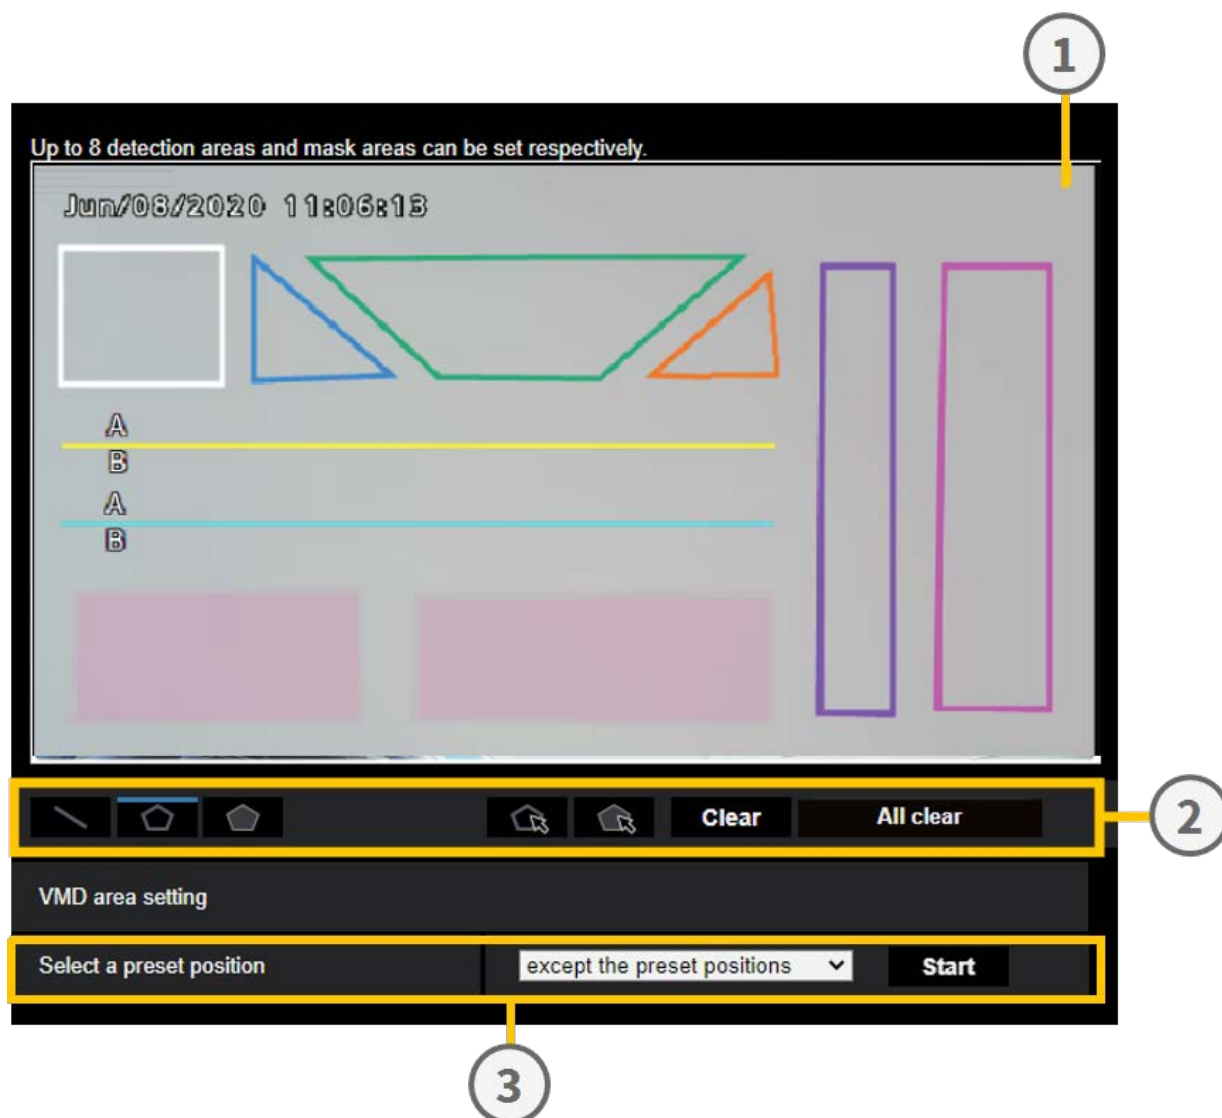 1
Up to 8 detection areas and mask areas can be set respectively.
Jun/08/2020 11:06:13
A
B
A
B
Clear All clear
2
VMD area setting
Select a preset position except the preset positions Start
3